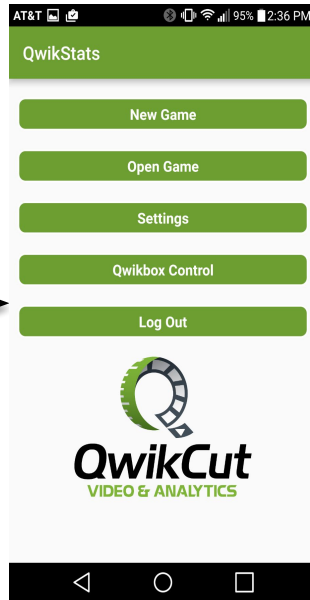 AT&T 95% 2:36 PM
QwikStats
New Game
Open Game
Settings
Qwikbox Control
Log Out
QwikCut
VIDEO & ANALYTICS